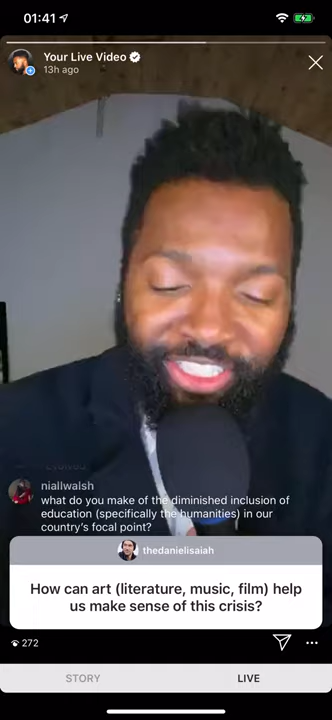 01:41
Your Live Video
13h ago
niallwalsh
what do you make of the diminished inclusion of
education (specifically the humanities) in our
country's focal point?
thedanielisaiah
How can art (literature, music, film) help
us make sense of this crisis?
272
STORY
LIVE